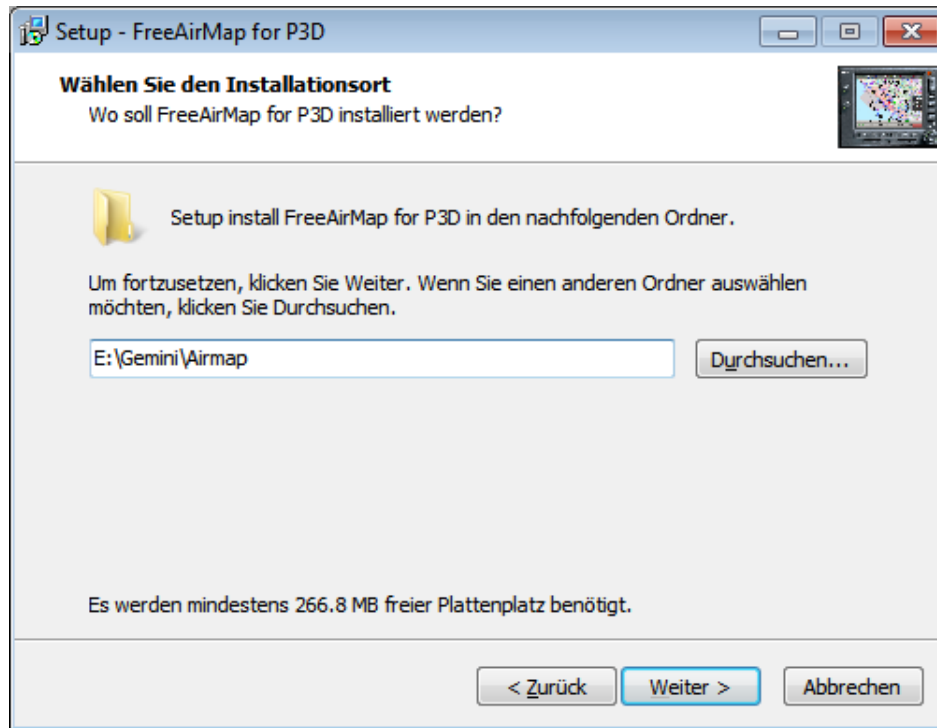 Setup - FreeAirMap for P3D
Wählen Sie den Installationsort
Wo soll FreeAirMap for P3D installiert werden?
Setup install FreeAirMap for P3D in den nachfolgenden Ordner.
Um fortzusetzen, klicken Sie Weiter. Wenn Sie einen anderen Ordner auswählen
möchten, klicken Sie Durchsuchen.
E:\Gemini\Airmap
Durchsuchen...
Es werden mindestens 266.8 MB freier Plattenplatz benötigt.
< Zurück
Weiter >
Abbrechen